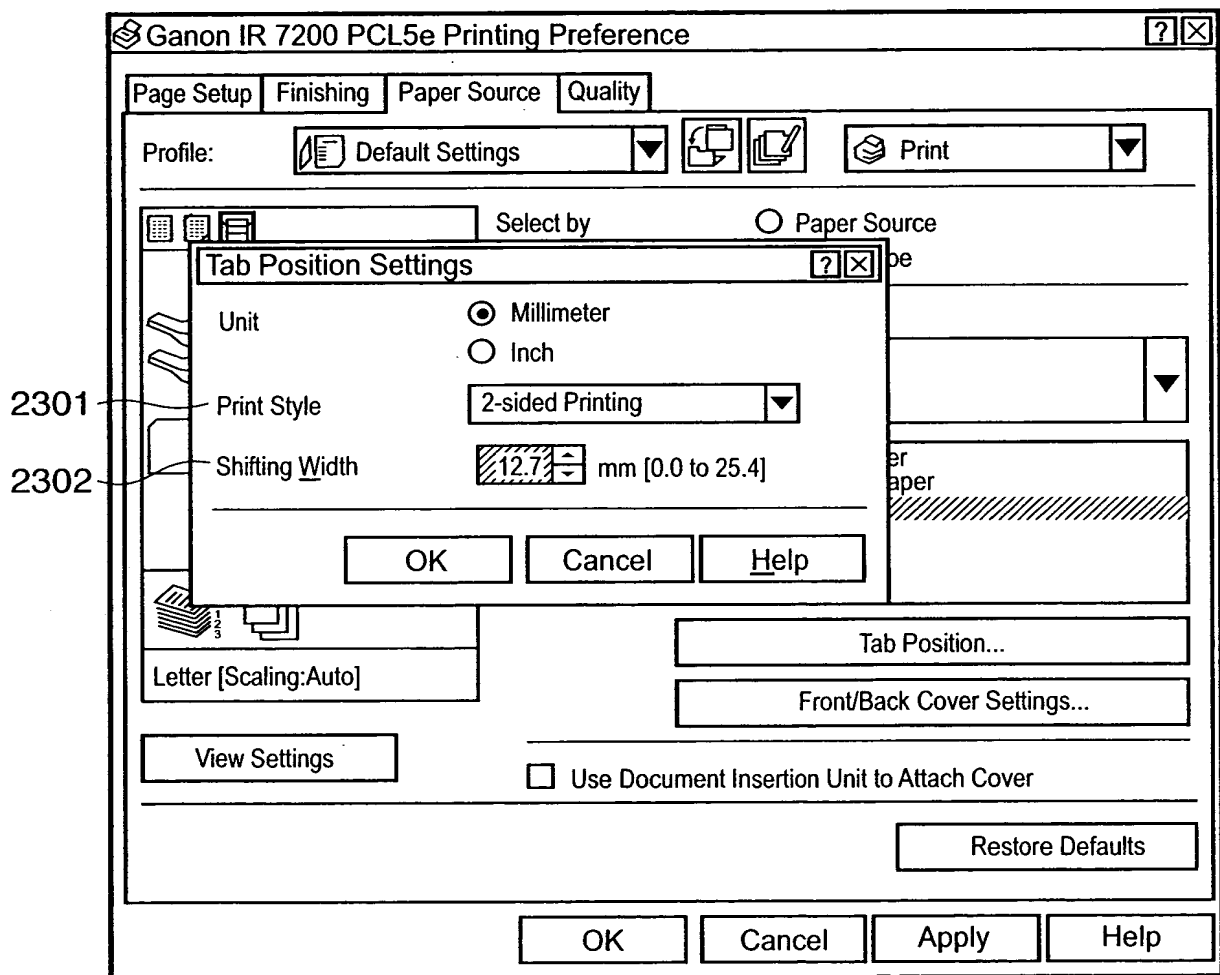 Ganon IR 7200 PCL5e Printing Preference ?
Page Setup Finishing Paper Source Quality
Profile: Default Settings Print
Select by Paper Source
pe
Tab Position Settings ?
Unit Millimeter
Inch
2301 Print Style 2-sided Printing
2302 Shifting Width 12.7 mm [0.0 to 25.4]
OK Cancel Help
er
aper
1
2
3
Letter [Scaling:Auto]
Tab Position...
Front/Back Cover Settings...
View Settings
Use Document Insertion Unit to Attach Cover
Restore Defaults
OK Cancel Apply Help